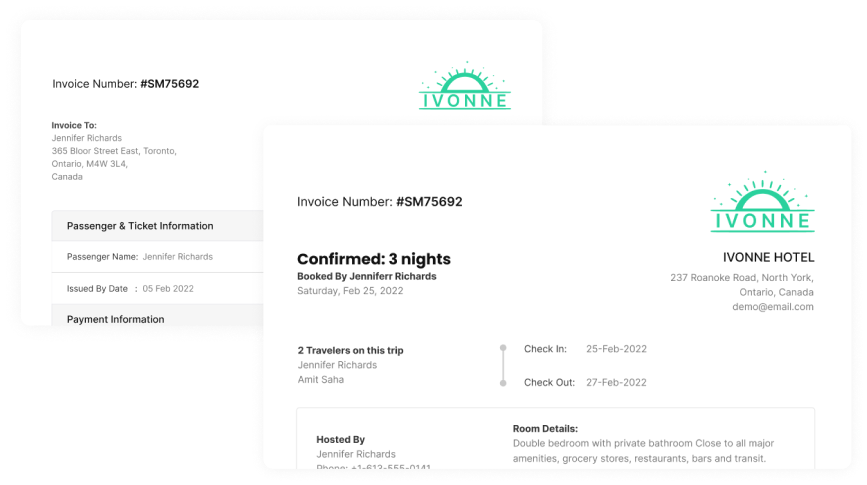 Invoice Number: #SM75692
IVONNE
Invoice To:
Jennifer Richards
365 Bloor Street East, Toronto,
Ontario, M4W 3L4,
Canada
Passenger & Ticket Information
Passenger Name: Jennifer Richards
Issued By Date : 05 Feb 2022
Payment Information
Invoice Number: #SM75692
IVONNE
Confirmed: 3 nights
Booked By Jenniferr Richards
Saturday, Feb 25, 2022
IVONNE HOTEL
237 Roanoke Road, North York,
Ontario, Canada
demo@email.com
2 Travelers on this trip
Jennifer Richards
Amit Saha
Check In: 25-Feb-2022
Check Out: 27-Feb-2022
Hosted By
Jennifer Richards
Phone: +1-613-555-0141
Room Details:
Double bedroom with private bathroom Close to all major
amenities, grocery stores, restaurants, bars and transit.